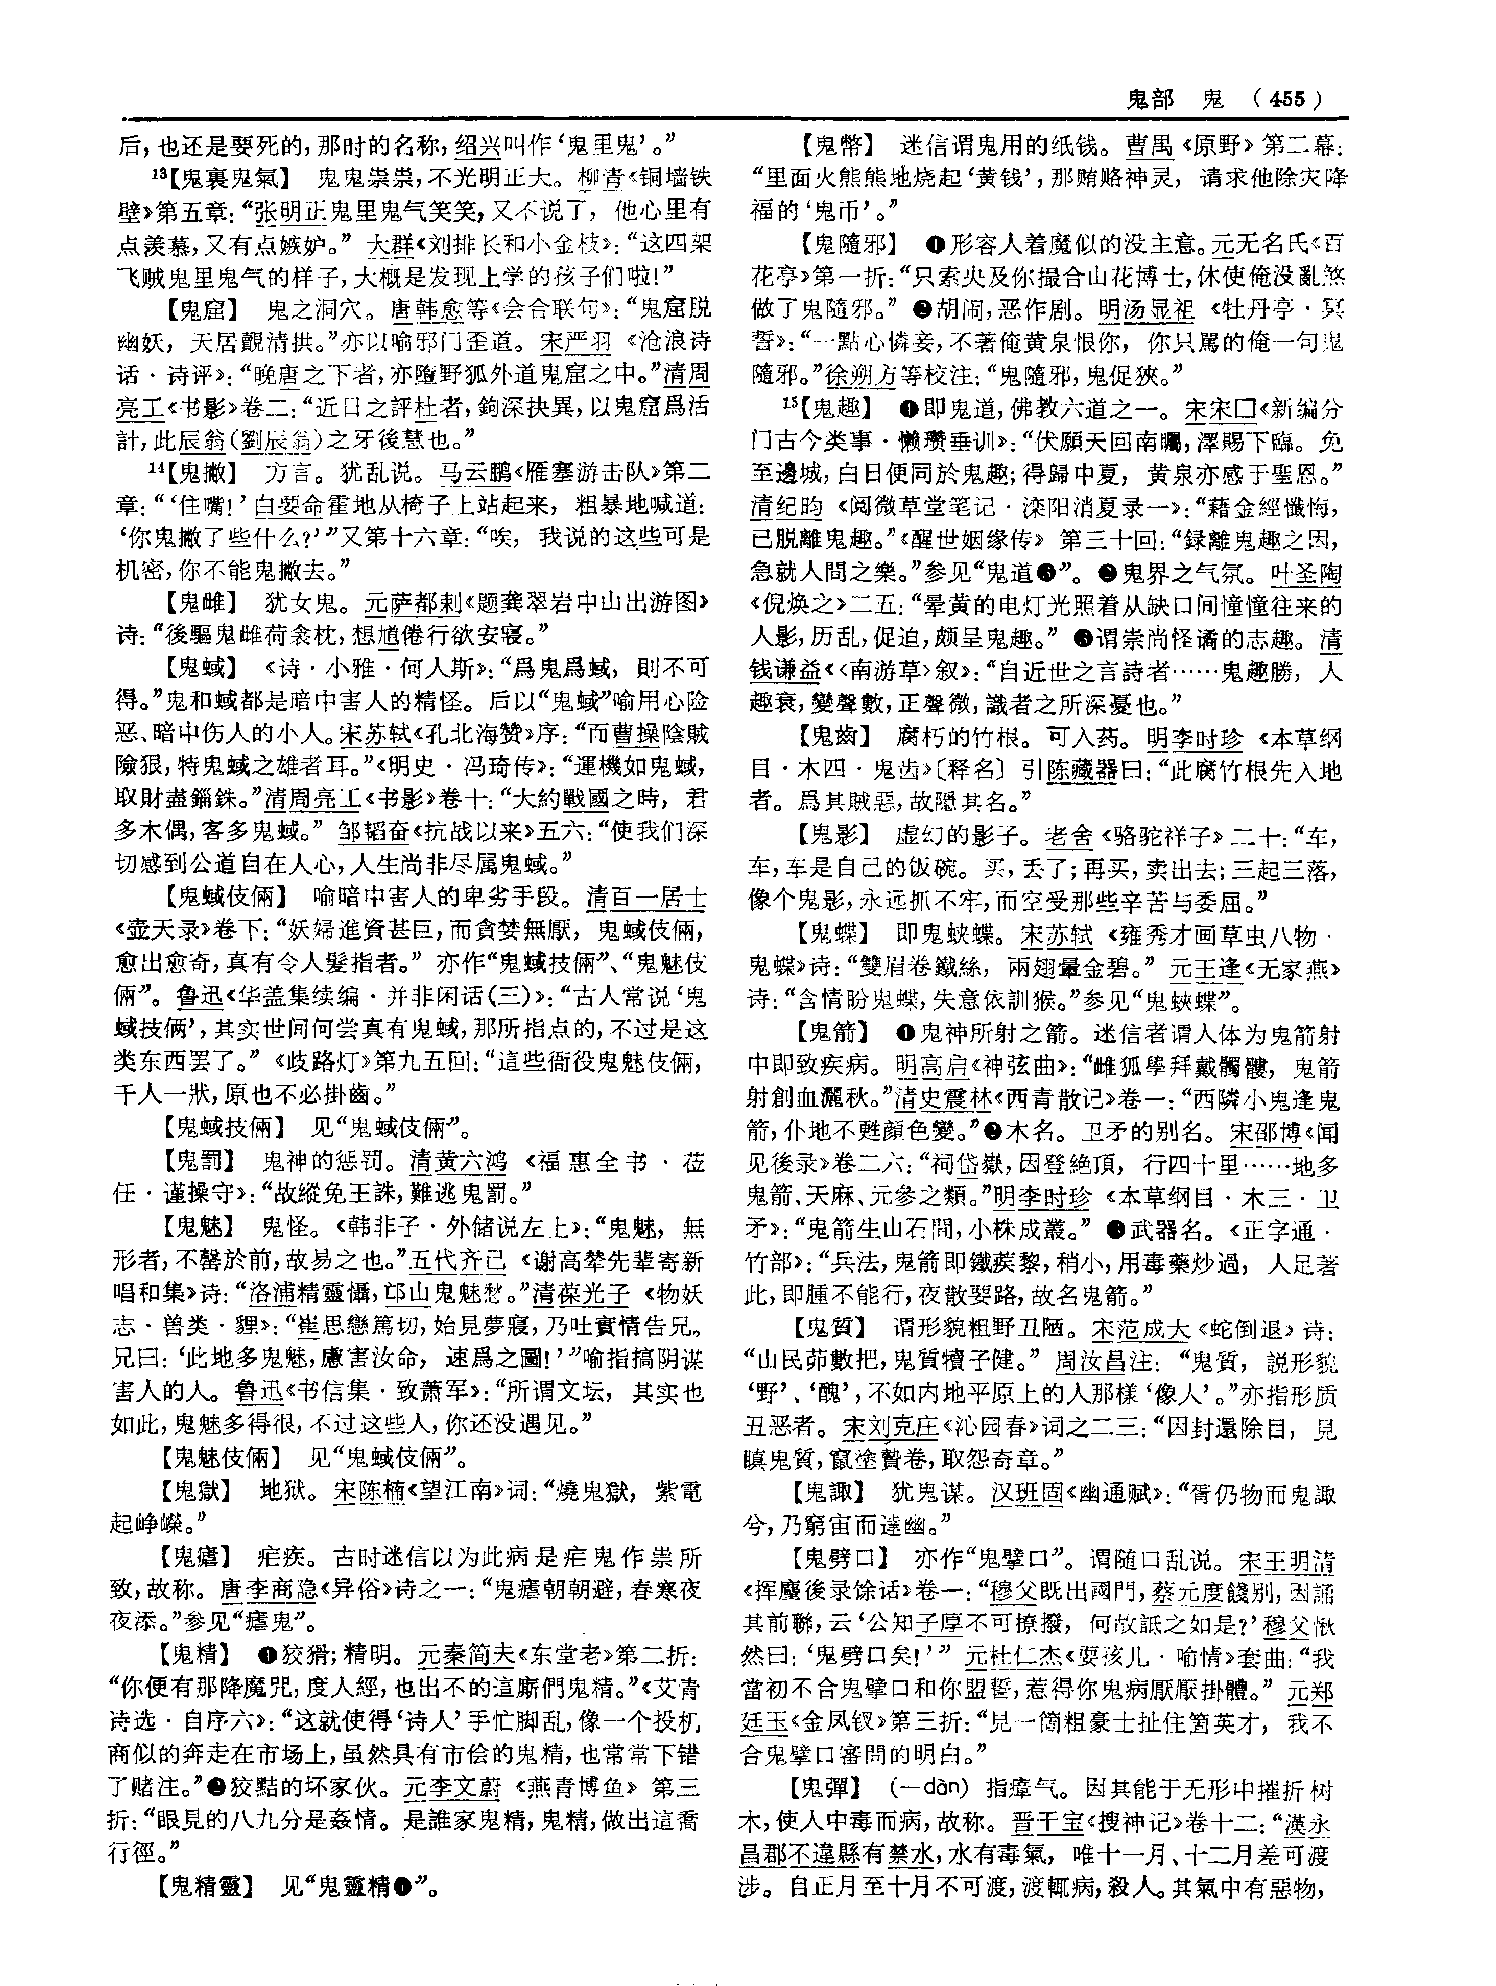 鬼部 鬼 (455)
后，也还是要死的，那时的名称，绍兴叫作‘鬼里鬼’。”
¹³【鬼裏鬼氣】 鬼鬼祟祟，不光明正大。柳青《铜墙铁
壁》第五章：“张明正鬼里鬼气笑笑，又不说了，他心里有
点羡慕，又有点嫉妒。” 大群《刘排长和小金枝》：“这四架
飞贼鬼里鬼气的样子，大概是发现上学的孩子们啦！”
【鬼窟】 鬼之洞穴。唐韩愈等《会合联句》：“鬼窟脱
幽妖，天居覿清拱。”亦以喻邪门歪道。宋严羽《沧浪诗
话·诗评》：“晚唐之下者，亦墮野狐外道鬼窟之中。”清周
亮工《书影》卷二：“近日之評杜者，鉤深抉異，以鬼窟爲活
計，此辰翁（劉辰翁）之牙後慧也。”
¹⁴【鬼撇】 方言。犹乱说。马云鹏《雁塞游击队》第二
章：“‘住嘴！’白要命霍地从椅子上站起来，粗暴地喊道：
‘你鬼撇了些什么？’”又第十六章：“唉，我说的这些可是
机密，你不能鬼撇去。”
【鬼雌】 犹女鬼。元萨都剌《题龚翠岩中山出游图》
诗：“後驅鬼雌荷衾枕，想馗倦行欲安寝。”
【鬼蜮】 《诗·小雅·何人斯》：“爲鬼爲蜮，則不可
得。”鬼和蜮都是暗中害人的精怪。后以“鬼蜮”喻用心险
恶、暗中伤人的小人。宋苏轼《孔北海赞》序：“而曹操陰賊
險狠，特鬼蜮之雄者耳。”《明史·冯琦传》：“運機如鬼蜮，
取財盡錙銖。”清周亮工《书影》卷十：“大約戰國之時，君
多木偶，客多鬼蜮。” 邹韬奋《抗战以来》五六：“使我们深
切感到公道自在人心，人生尚非尽属鬼蜮。”
【鬼蜮伎倆】 喻暗中害人的卑劣手段。清百一居士
《壶天录》卷下：“妖婦進資甚巨，而貪婪無厭，鬼蜮伎倆，
愈出愈奇，真有令人髮指者。” 亦作“鬼蜮技倆”、“鬼魅伎
倆”。鲁迅《华盖集续编·并非闲话（三）》：“古人常说‘鬼
蜮技俩’，其实世间何尝真有鬼蜮，那所指点的，不过是这
类东西罢了。” 《歧路灯》第九五回：“這些衙役鬼魅伎倆，
千人一狀，原也不必掛齒。”
【鬼蜮技倆】 见“鬼蜮伎倆”。
【鬼罰】 鬼神的惩罚。清黄六鸿《福惠全书·莅
任·谨操守》：“故縱免王誅，難逃鬼罰。”
【鬼魅】 鬼怪。《韩非子·外储说左上》：“鬼魅，無
形者，不罄於前，故易之也。”五代齐己《谢高辇先辈寄新
唱和集》诗：“洛浦精靈懾，邙山鬼魅愁。”清葆光子《物妖
志·兽类·貍》：“崔思戀篤切，始見夢寢，乃吐實情告兄。
兄曰：‘此地多鬼魅，慮害汝命，速爲之圖！’”喻指搞阴谋
害人的人。鲁迅《书信集·致萧军》：“所谓文坛，其实也
如此，鬼魅多得很，不过这些人，你还没遇见。”
【鬼魅伎倆】 见“鬼蜮伎倆”。
【鬼獄】 地狱。宋陈楠《望江南》词：“燒鬼獄，紫電
起峥嵘。”
【鬼瘧】 疟疾。古时迷信以为此病是疟鬼作祟所
致，故称。唐李商隐《异俗》诗之一：“鬼瘧朝朝避，春寒夜
夜添。”参见“瘧鬼”。
【鬼精】 ❶狡猾；精明。元秦简夫《东堂老》第二折：
“你便有那降魔咒，度人經，也出不的這廝們鬼精。”《艾青
诗选·自序六》：“这就使得‘诗人’手忙脚乱，像一个投机
商似的奔走在市场上，虽然具有市侩的鬼精，也常常下错
了赌注。”❷狡黠的坏家伙。元李文蔚《燕青博鱼》第三
折：“眼見的八九分是姦情。是誰家鬼精，鬼精，做出這喬
行徑。”
【鬼精靈】 见“鬼靈精❶”。
【鬼幣】 迷信谓鬼用的纸钱。曹禺《原野》第二幕：
“里面火熊熊地烧起‘黄钱’，那贿赂神灵，请求他除灾降
福的‘鬼币’。”
【鬼隨邪】 ❶形容人着魔似的没主意。元无名氏《百
花亭》第一折：“只索央及你撮合山花博士，休使俺没亂煞
做了鬼隨邪。” ❷胡闹，恶作剧。明汤显祖《牡丹亭·冥
誓》：“一點心憐妾，不著俺黄泉恨你，你只駡的俺一句鬼
隨邪。”徐朔方等校注：“鬼隨邪，鬼促狹。”
¹⁵【鬼趣】 ❶即鬼道，佛教六道之一。宋宋囗《新编分
门古今类事·懒瓒垂训》：“伏願天回南矚，澤賜下臨。免
至邊城，白日便同於鬼趣；得歸中夏，黄泉亦感于聖恩。”
清纪昀《阅微草堂笔记·滦阳消夏录一》：“藉金經懺悔，
已脱離鬼趣。”《醒世姻缘传》第三十回：“録離鬼趣之因，
急就人間之樂。”参见“鬼道❸”。❷鬼界之气氛。叶圣陶
《倪焕之》二五：“晕黄的电灯光照着从缺口间憧憧往来的
人影，历乱，促迫，颇呈鬼趣。” ❸谓崇尚怪谲的志趣。清
钱谦益《〈南游草〉叙》：“自近世之言詩者……鬼趣勝，人
趣衰，變聲數，正聲微，識者之所深憂也。”
【鬼齒】 腐朽的竹根。可入药。明李时珍《本草纲
目·木四·鬼齿》〔释名〕引陈藏器曰：“此腐竹根先入地
者。爲其賊惡，故隱其名。”
【鬼影】 虚幻的影子。老舍《骆驼祥子》二十：“车，
车，车是自己的饭碗。买，丢了；再买，卖出去；三起三落，
像个鬼影，永远抓不牢，而空受那些辛苦与委屈。”
【鬼蝶】 即鬼蛱蝶。宋苏轼《雍秀才画草虫八物·
鬼蝶》诗：“雙眉卷鐵絲，兩翅暈金碧。” 元王逢《无家燕》
诗：“含情盼鬼蝶，失意依訓猴。”参见“鬼蛺蝶”。
【鬼箭】 ❶鬼神所射之箭。迷信者谓人体为鬼箭射
中即致疾病。明高启《神弦曲》：“雌狐學拜戴髑髏，鬼箭
射創血灑秋。”清史震林《西青散记》卷一：“西隣小鬼逢鬼
箭，仆地不甦顔色變。”❷木名。卫矛的别名。宋邵博《闻
见後录》卷二六：“祠岱嶽，因登絶頂，行四十里……地多
鬼箭、天麻、元參之類。”明李时珍《本草纲目·木三·卫
矛》：“鬼箭生山石間，小株成叢。” ❸武器名。《正字通·
竹部》：“兵法，鬼箭即鐵蒺藜，稍小，用毒藥炒過，人足著
此，即腫不能行，夜散要路，故名鬼箭。”
【鬼質】 谓形貌粗野丑陋。宋范成大《蛇倒退》诗：
“山民茆數把，鬼質犢子健。” 周汝昌注：“鬼質，説形貌
‘野’、‘醜’，不如内地平原上的人那樣‘像人’。”亦指形质
丑恶者。宋刘克庄《沁园春》词之二三：“因封還除目，見
瞋鬼質，竄塗贊卷，取怨奇章。”
【鬼諏】 犹鬼谋。汉班固《幽通赋》：“胥仍物而鬼諏
兮，乃窮宙而達幽。”
【鬼劈口】 亦作“鬼擘口”。谓随口乱说。宋王明清
《挥麈後录馀话》卷一：“穆父既出國門，蔡元度餞别，因誦
其前聯，云‘公知子厚不可撩撥，何故詆之如是？’穆父愀
然曰：‘鬼劈口矣！’” 元杜仁杰《耍孩儿·喻情》套曲：“我
當初不合鬼擘口和你盟誓，惹得你鬼病厭厭掛體。” 元郑
廷玉《金凤钗》第三折：“見一箇粗豪士扯住箇英才，我不
合鬼擘口審問的明白。”
【鬼彈】 （－dàn）指瘴气。因其能于无形中摧折树
木，使人中毒而病，故称。晋干宝《搜神记》卷十二：“漢永
昌郡不違縣有禁水，水有毒氣，唯十一月、十二月差可渡
涉。自正月至十月不可渡，渡輒病，殺人。其氣中有惡物，